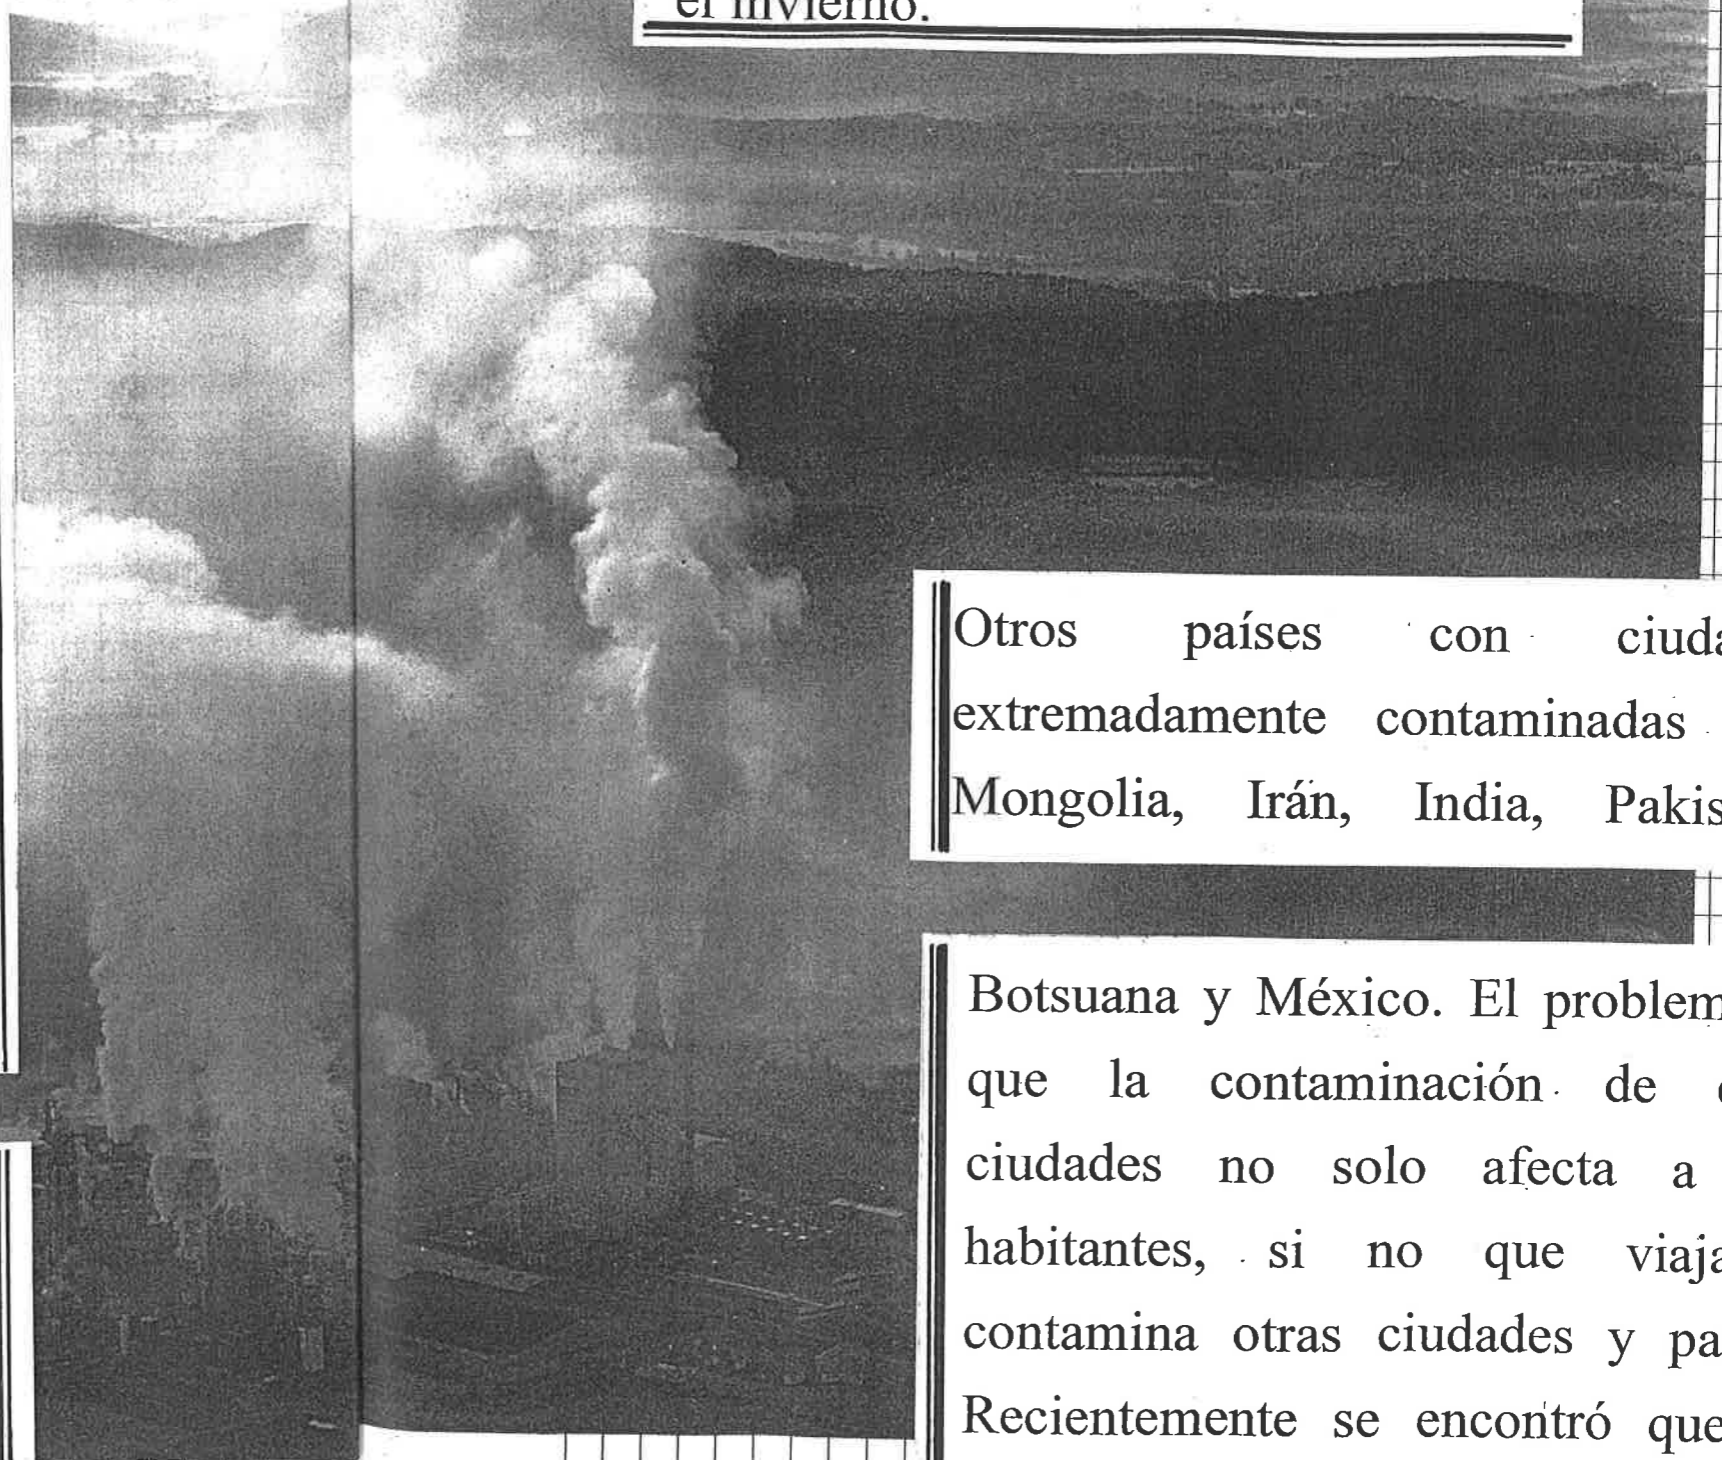 el invierno.
Otros países con
extremadamente contaminadas
Mongolia, Irán, India,
Botsuana y México. El
que la contaminación de
ciudades no solo afecta a
habitantes, si no que
contamina otras ciudades y
Recientemente se encontró que